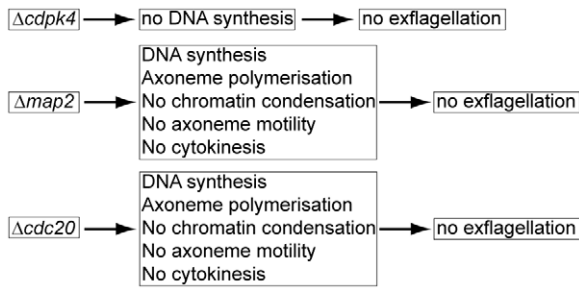 Δcdpk4 no DNA synthesis no exflagellation
DNA synthesis
Axoneme polymerisation
Δmap2 No chromatin condensation no exflagellation
No axoneme motility
No cytokinesis
DNA synthesis
Axoneme polymerisation
Δcdc20 No chromatin condensation no exflagellation
No axoneme motility
No cytokinesis